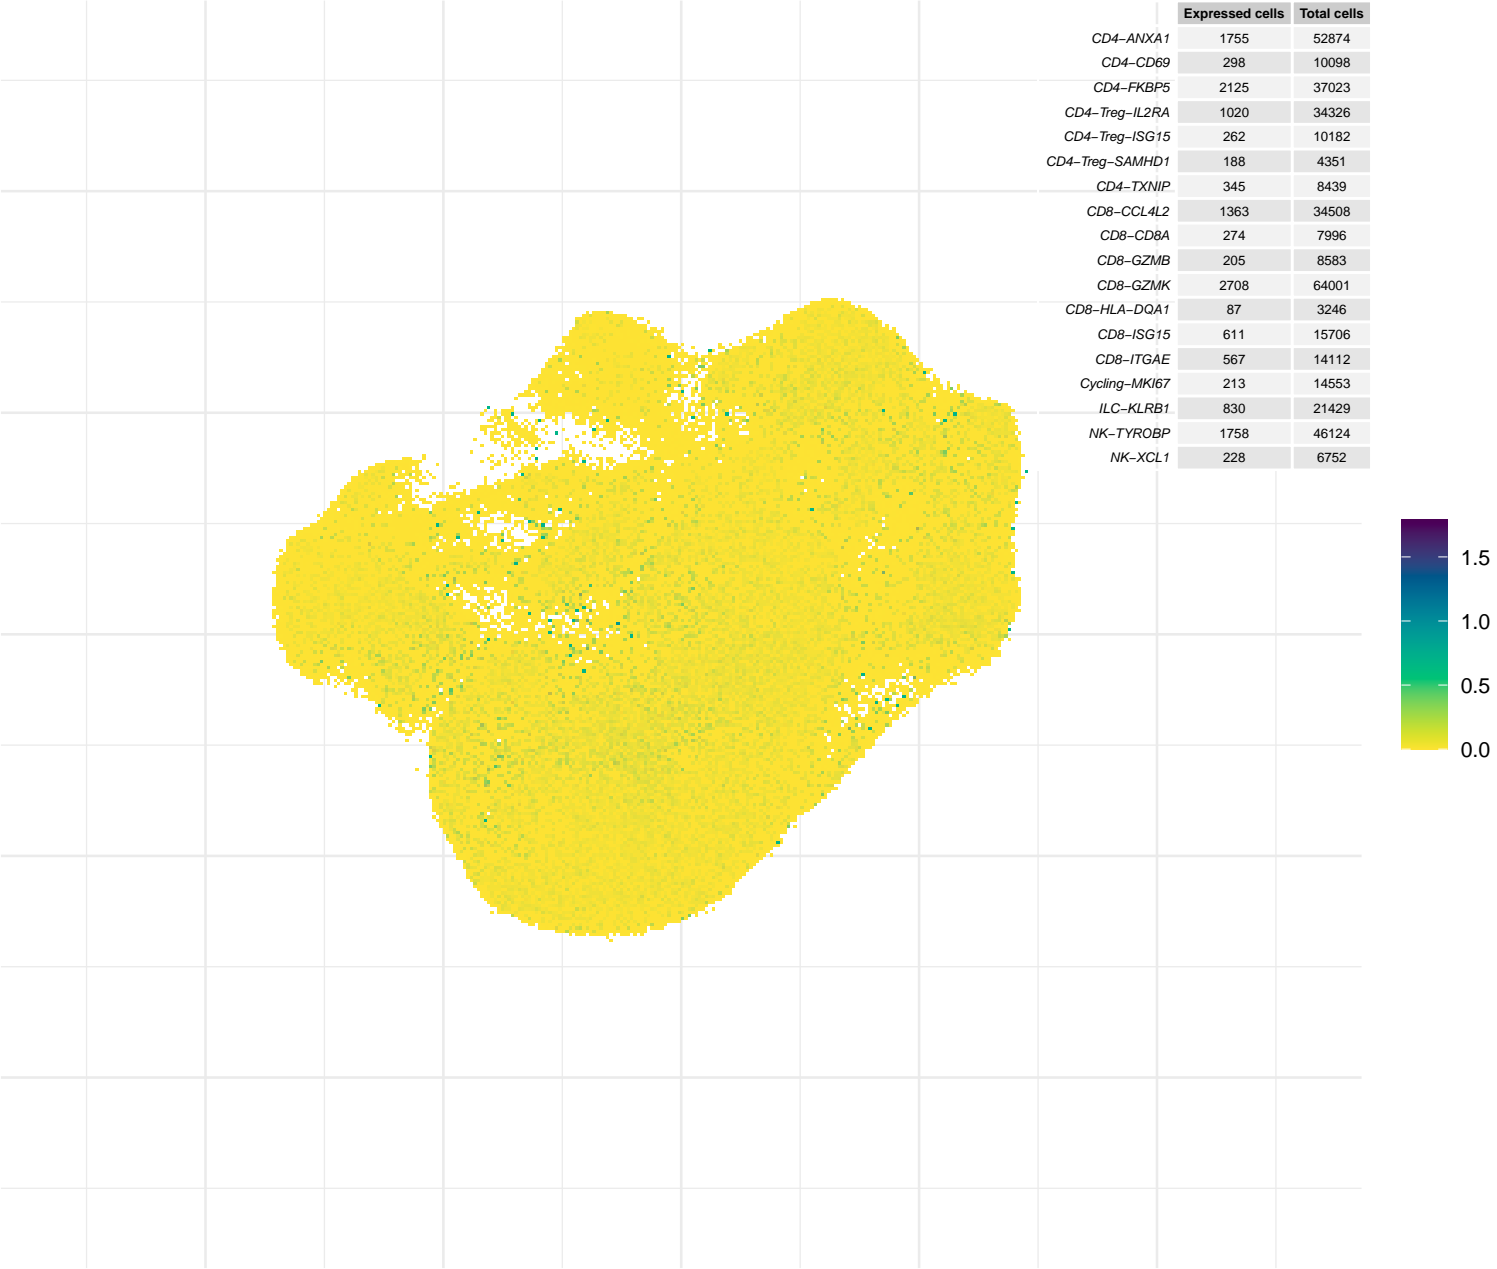 Expressed cells Total cells
CD4−ANXA1 1755 52874
CD4−CD69 298 10098
CD4−FKBP5 2125 37023
CD4−Treg−IL2RA 1020 34326
CD4−Treg−ISG15 262 10182
CD4−Treg−SAMHD1 188 4351
CD4−TXNIP 345 8439
CD8−CCL4L2 1363 34508
CD8−CD8A 274 7996
CD8−GZMB 205 8583
CD8−GZMK 2708 64001
CD8−HLA−DQA1 87 3246
CD8−ISG15 611 15706
CD8−ITGAE 567 14112
Cycling−MKI67 213 14553
ILC−KLRB1 830 21429
NK−TYROBP 1758 46124
NK−XCL1 228 6752
1.5
1.0
0.5
0.0